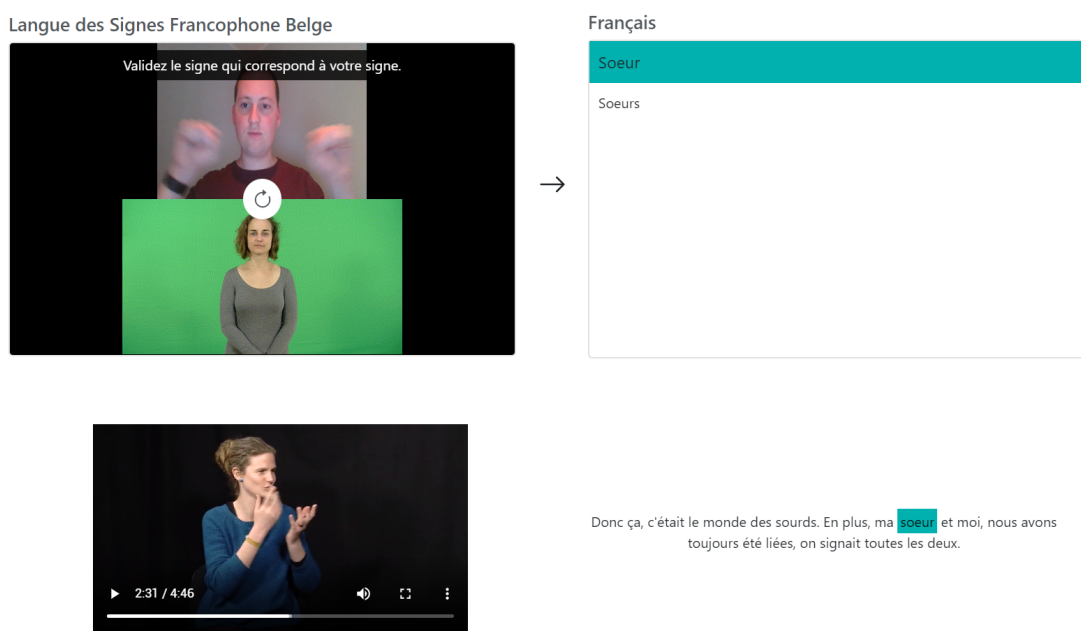 Langue des Signes Francophone Belge
Français
Validez le signe qui correspond à votre signe.
Soeur
Soeurs
2:31 / 4:46
Donc ça, c'était le monde des sourds. En plus, ma soeur et moi, nous avons
toujours été liées, on signait toutes les deux.